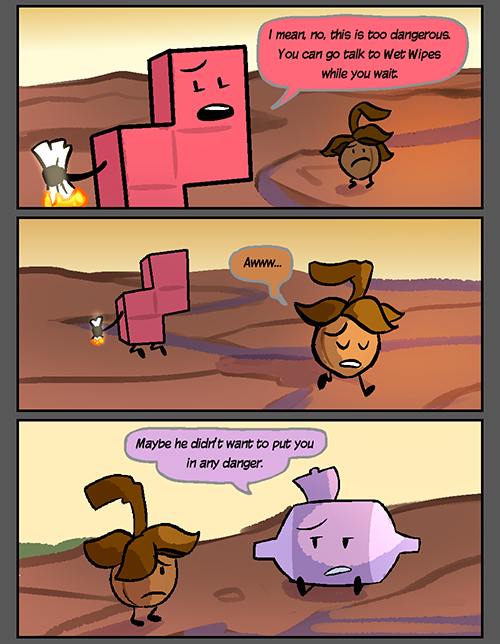 I mean, no, this is too dangerous.
You can go talk to Wet Wipes
while you wait.
Awww...
Maybe he didn't want to put you
in any danger.